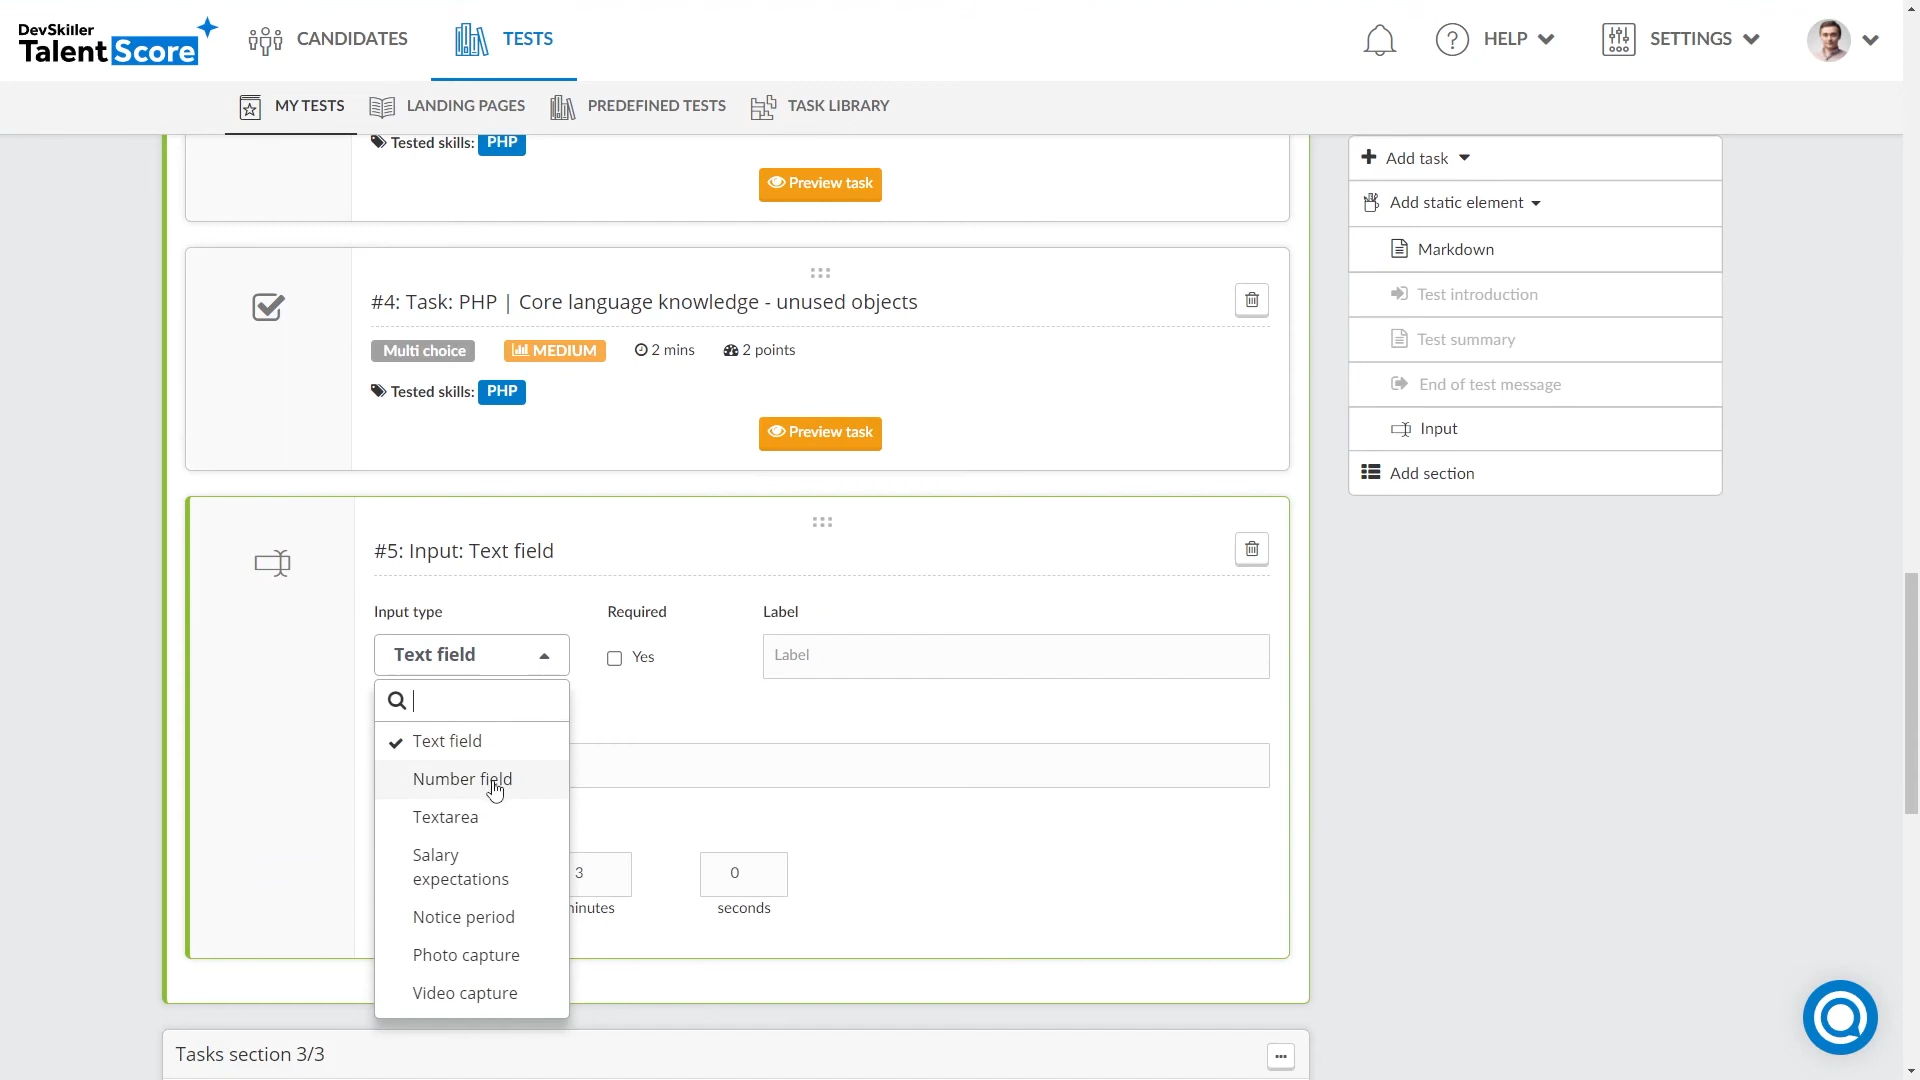 DevSkiller
TalentScore
CANDIDATES
TESTS
HELP
SETTINGS
MY TESTS
LANDING PAGES
PREDEFINED TESTS
TASK LIBRARY
Tested skills: PHP
Preview task
#4: Task: PHP | Core language knowledge - unused objects
Multi choice
MEDIUM
2 mins
2 points
Tested skills: PHP
Preview task
#5: Input: Text field
Input type
Required
Label
Text field
Yes
Label
Text field
Number field
Textarea
Salary
expectations
Notice period
Photo capture
Video capture
3
0
seconds
Tasks section 3/3
Add task
Add static element
Markdown
Test introduction
Test summary
End of test message
Input
Add section